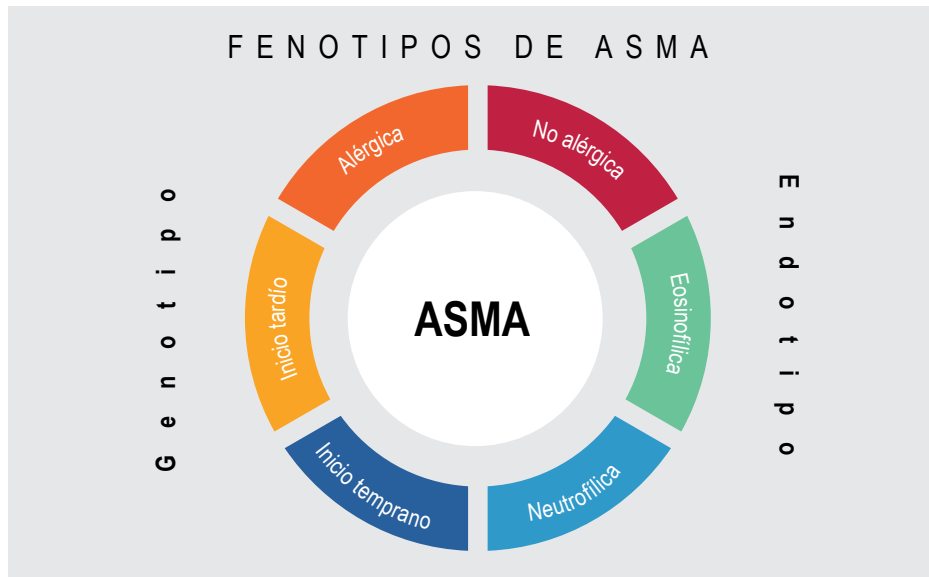 FENOTIPOS DE ASMA
Alérgica
No alérgica
Genotipo
Endotipo
Inicio tardío
ASMA
Eosinofílica
Inicio temprano
Neutrofílica